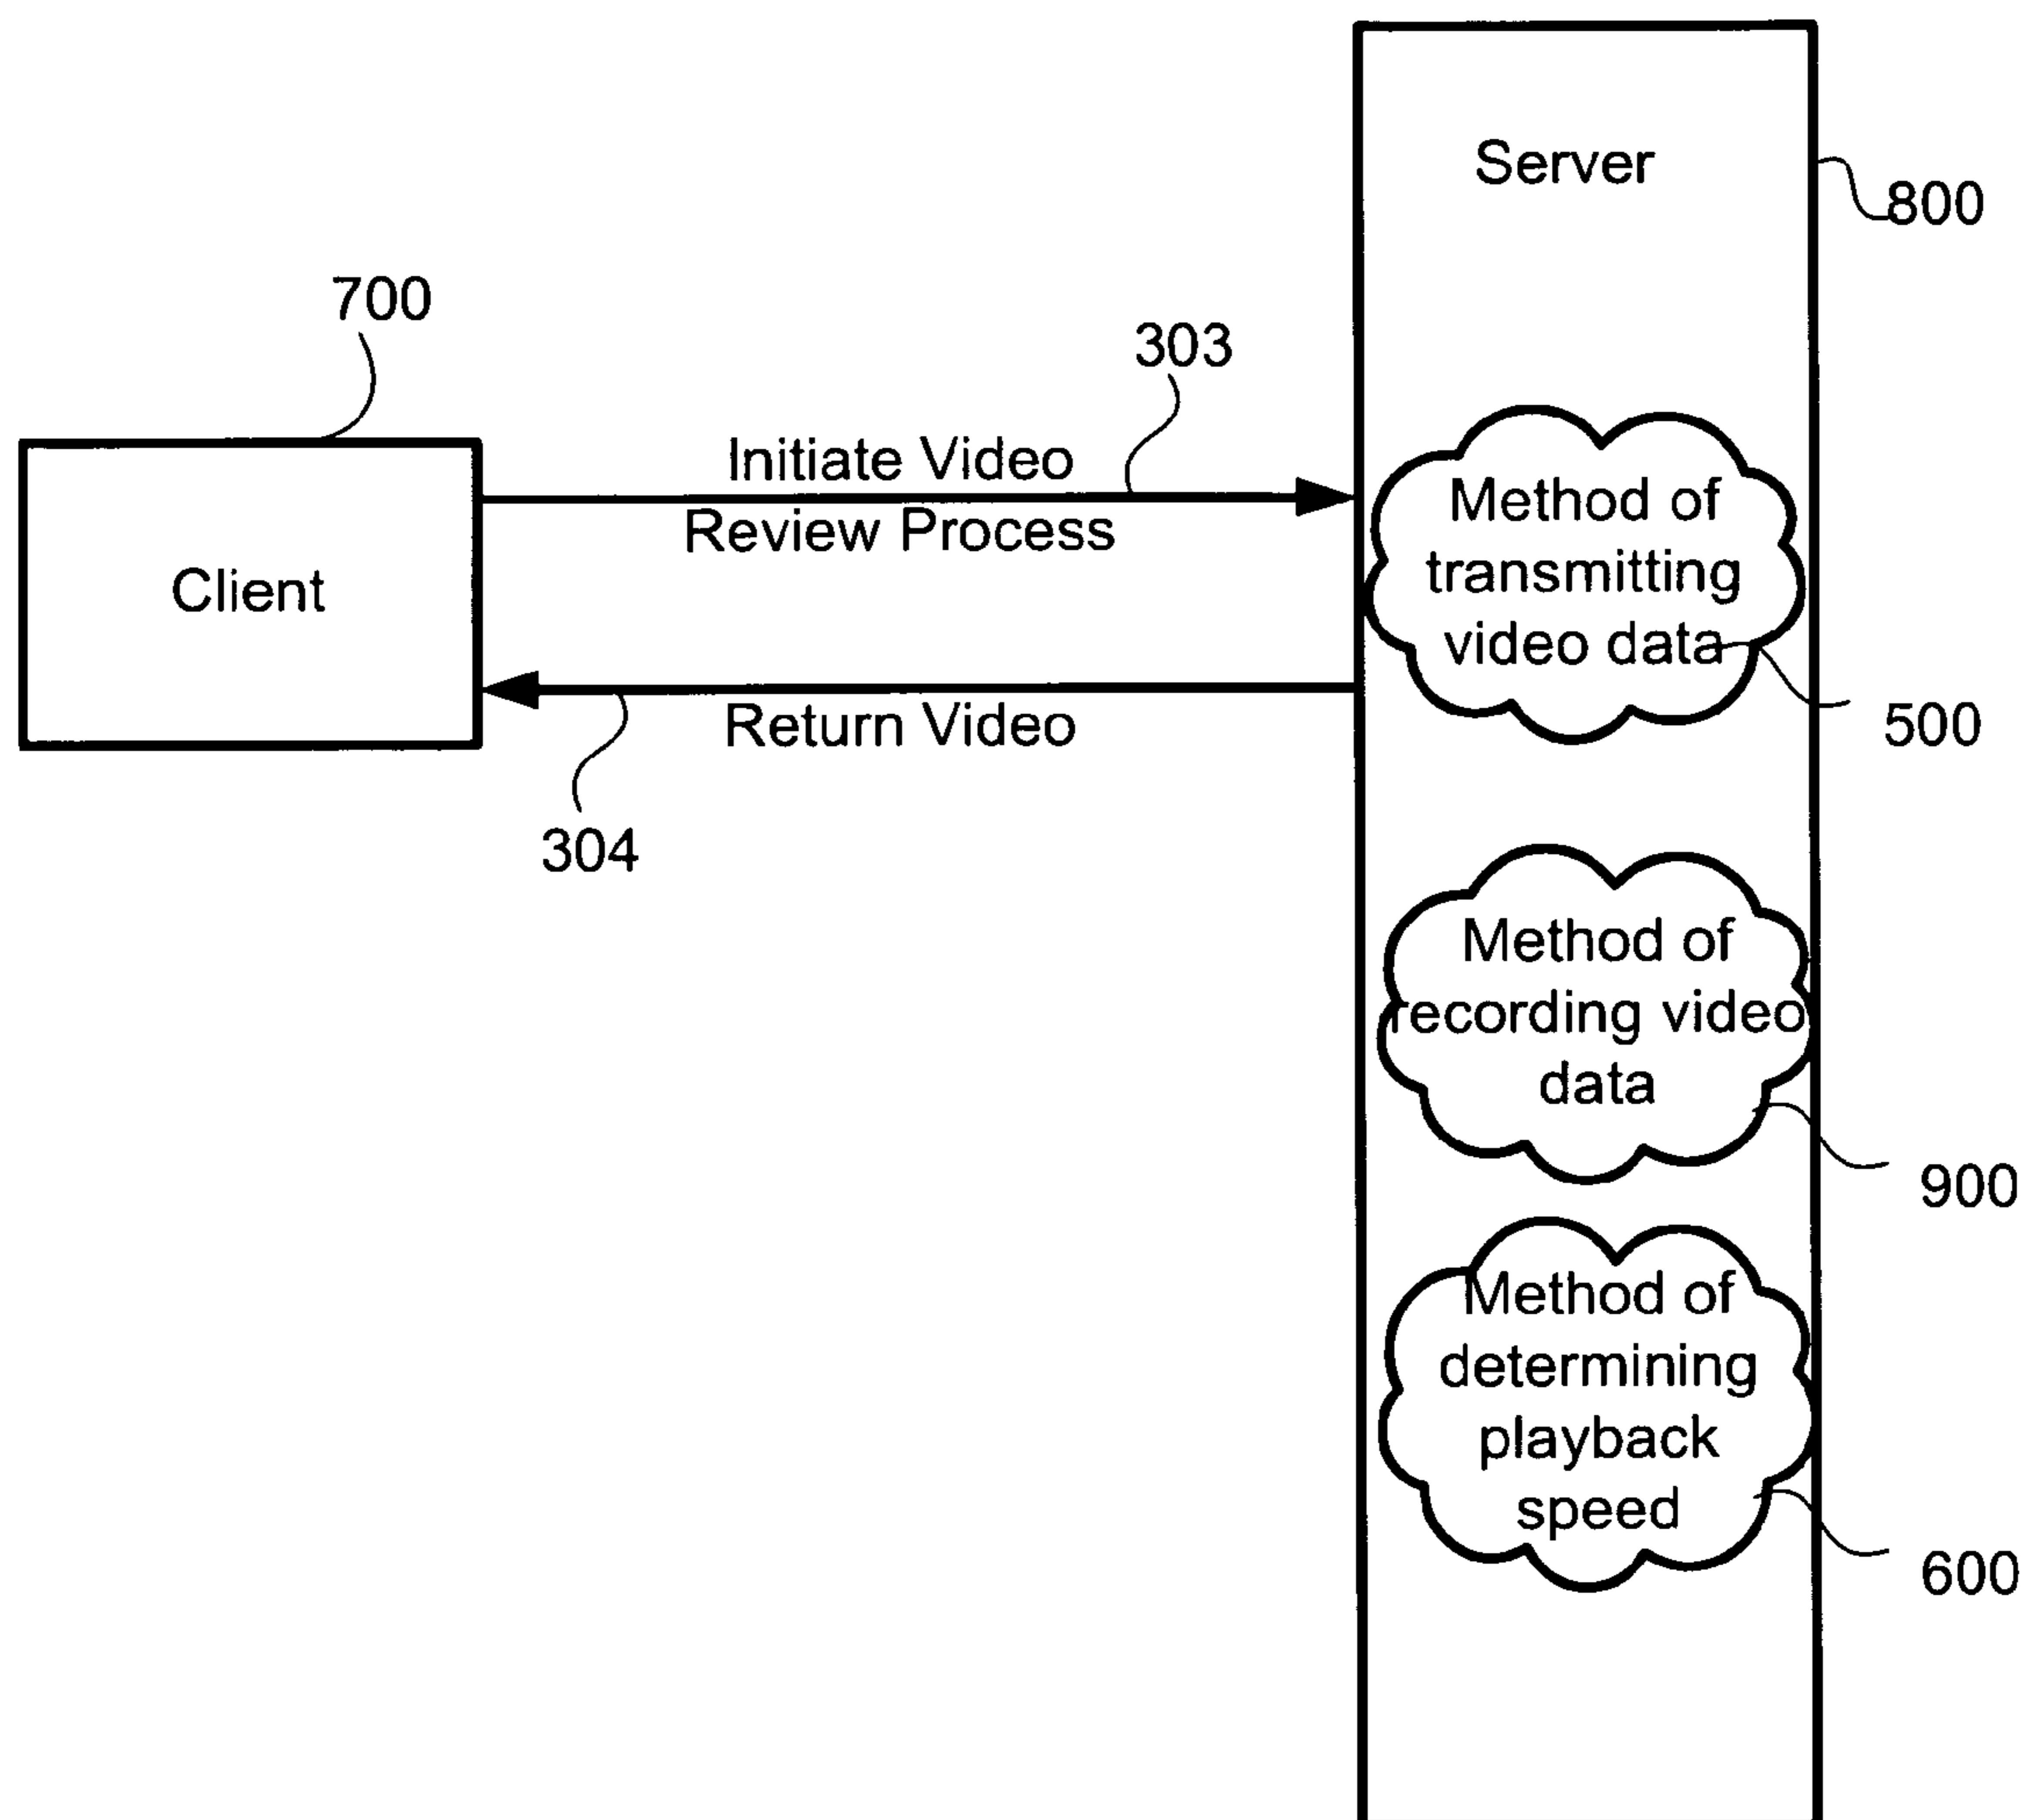 Server
800
700
303
Initiate Video
Review Process
Client
Return Video
304
Method of
transmitting
video data
500
Method of
recording video
data
900
Method of
determining
playback
speed
600